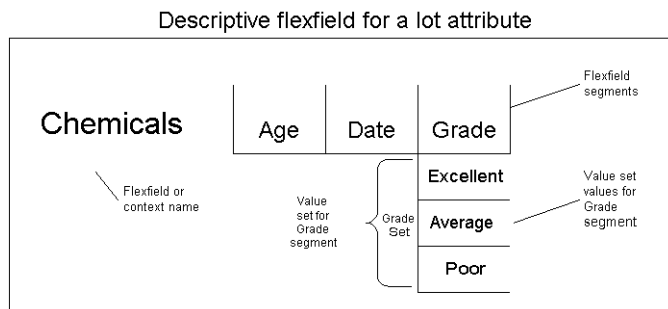 Descriptive flexfield for a lot attribute
Flexfield
segments
Chemicals
Age
Date
Grade
Flexfield or
context name
Value
set for
Grade
segment
Grade
Set
Excellent
Average
Poor
Value set
values for
Grade
segment